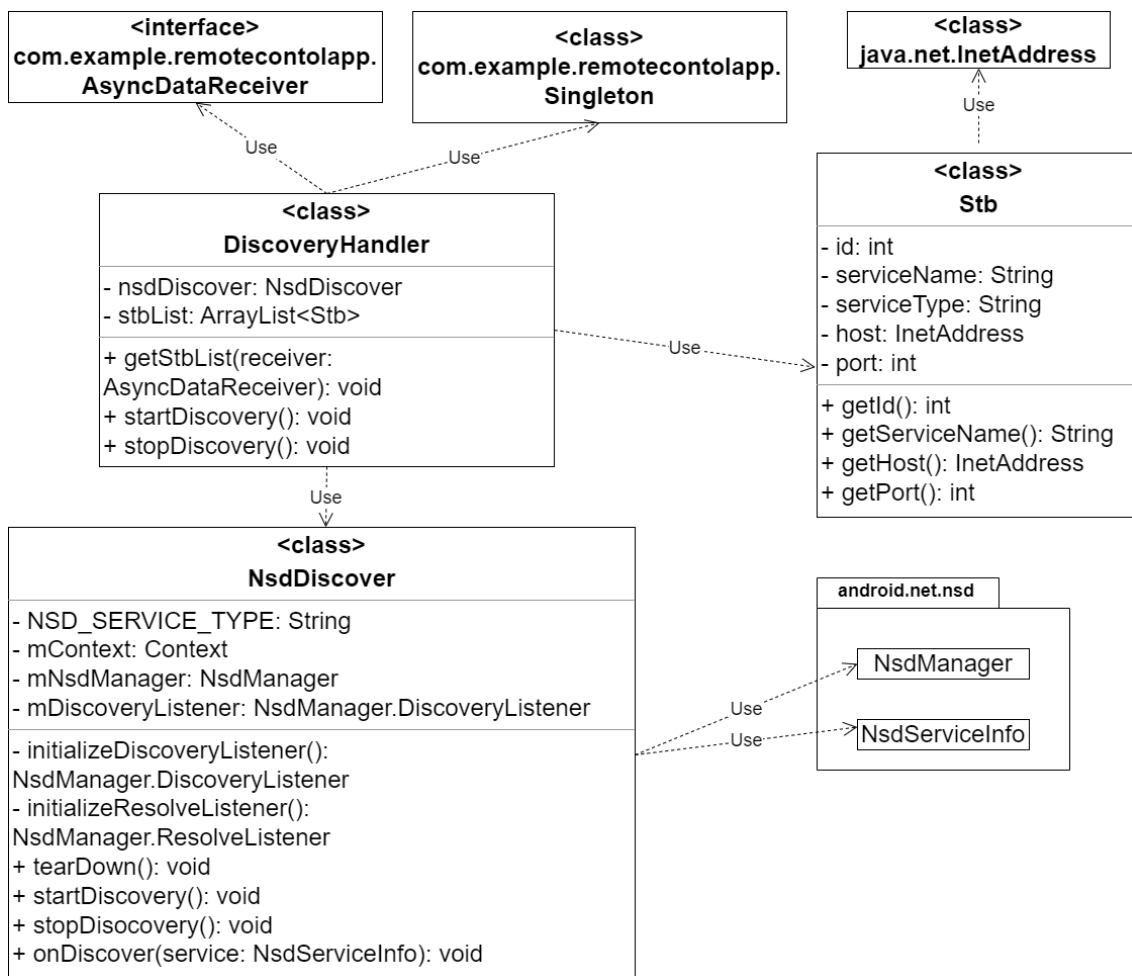 <interface>
com.example.remotecontolapp.
AsyncDataReceiver
<class>
com.example.remotecontolapp.
Singleton
<class>
java.net.InetAddress
Use
Use
Use
<class>
DiscoveryHandler
- nsdDiscover: NsdDiscover
- stbList: ArrayList<Stb>
+ getStbList(receiver:
AsyncDataReceiver): void
+ startDiscovery(): void
+ stopDiscovery(): void
Use
<class>
Stb
- id: int
- serviceName: String
- serviceType: String
- host: InetAddress
- port: int
+ getId(): int
+ getServiceName(): String
+ getHost(): InetAddress
+ getPort(): int
Use
<class>
NsdDiscover
- NSD_SERVICE_TYPE: String
- mContext: Context
- mNsdManager: NsdManager
- mDiscoveryListener: NsdManager.DiscoveryListener
- initializeDiscoveryListener():
NsdManager.DiscoveryListener
- initializeResolveListener():
NsdManager.ResolveListener
+ tearDown(): void
+ startDiscovery(): void
+ stopDisocovery(): void
+ onDiscover(service: NsdServiceInfo): void
Use
Use
android.net.nsd
NsdManager
NsdServiceInfo